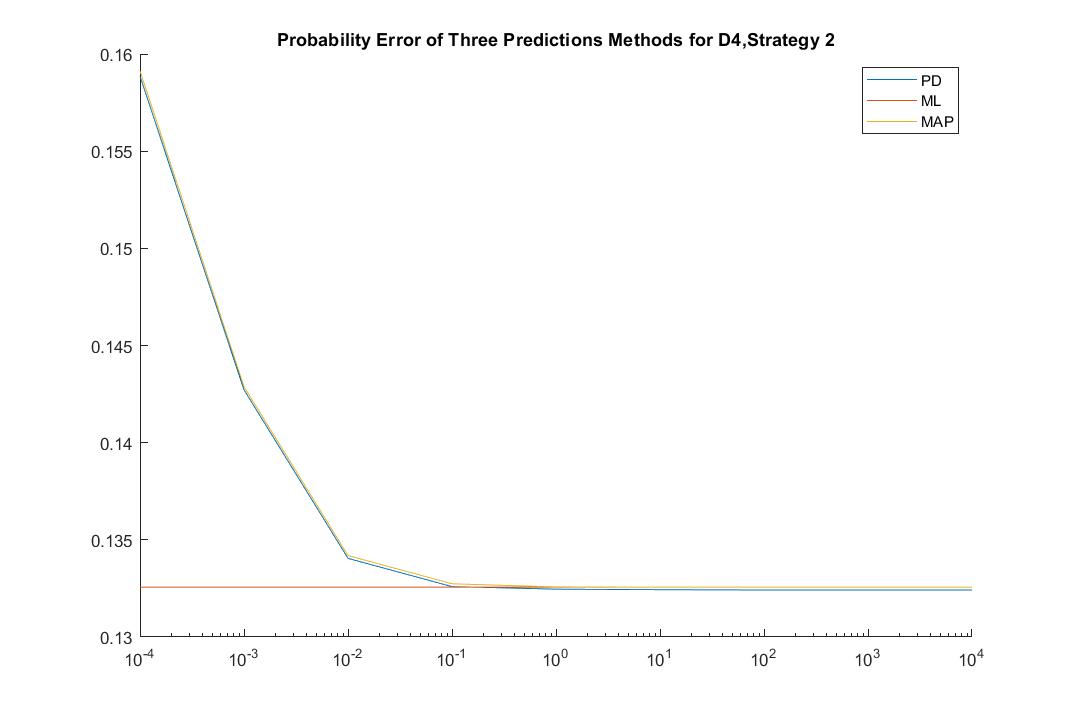 Probability Error of Three Predictions Methods for D4,Strategy 2
0.16
0.155
0.15
0.145
0.14
0.135
0.13
PD
ML
MAP
10^-4 10^-3 10^-2 10^-1 10^0 10^1 10^2 10^3 10^4